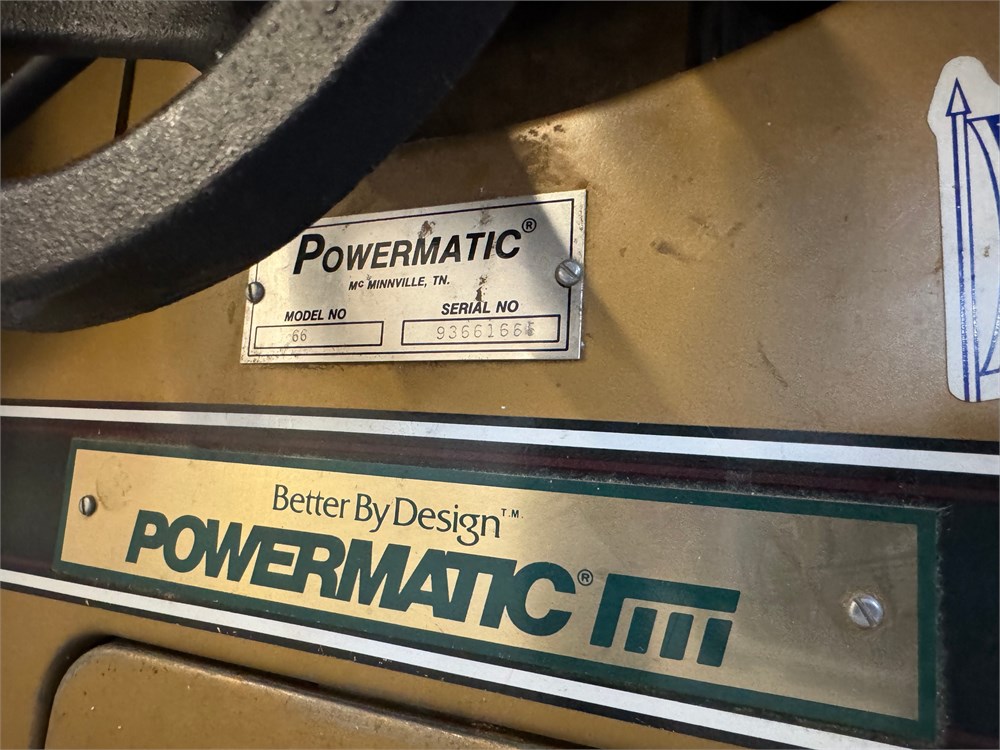 POWERMATIC®
Mc MINNVILLE, TN.
MODEL NO
SERIAL NO
66
Better By Design™
POWERMATIC®